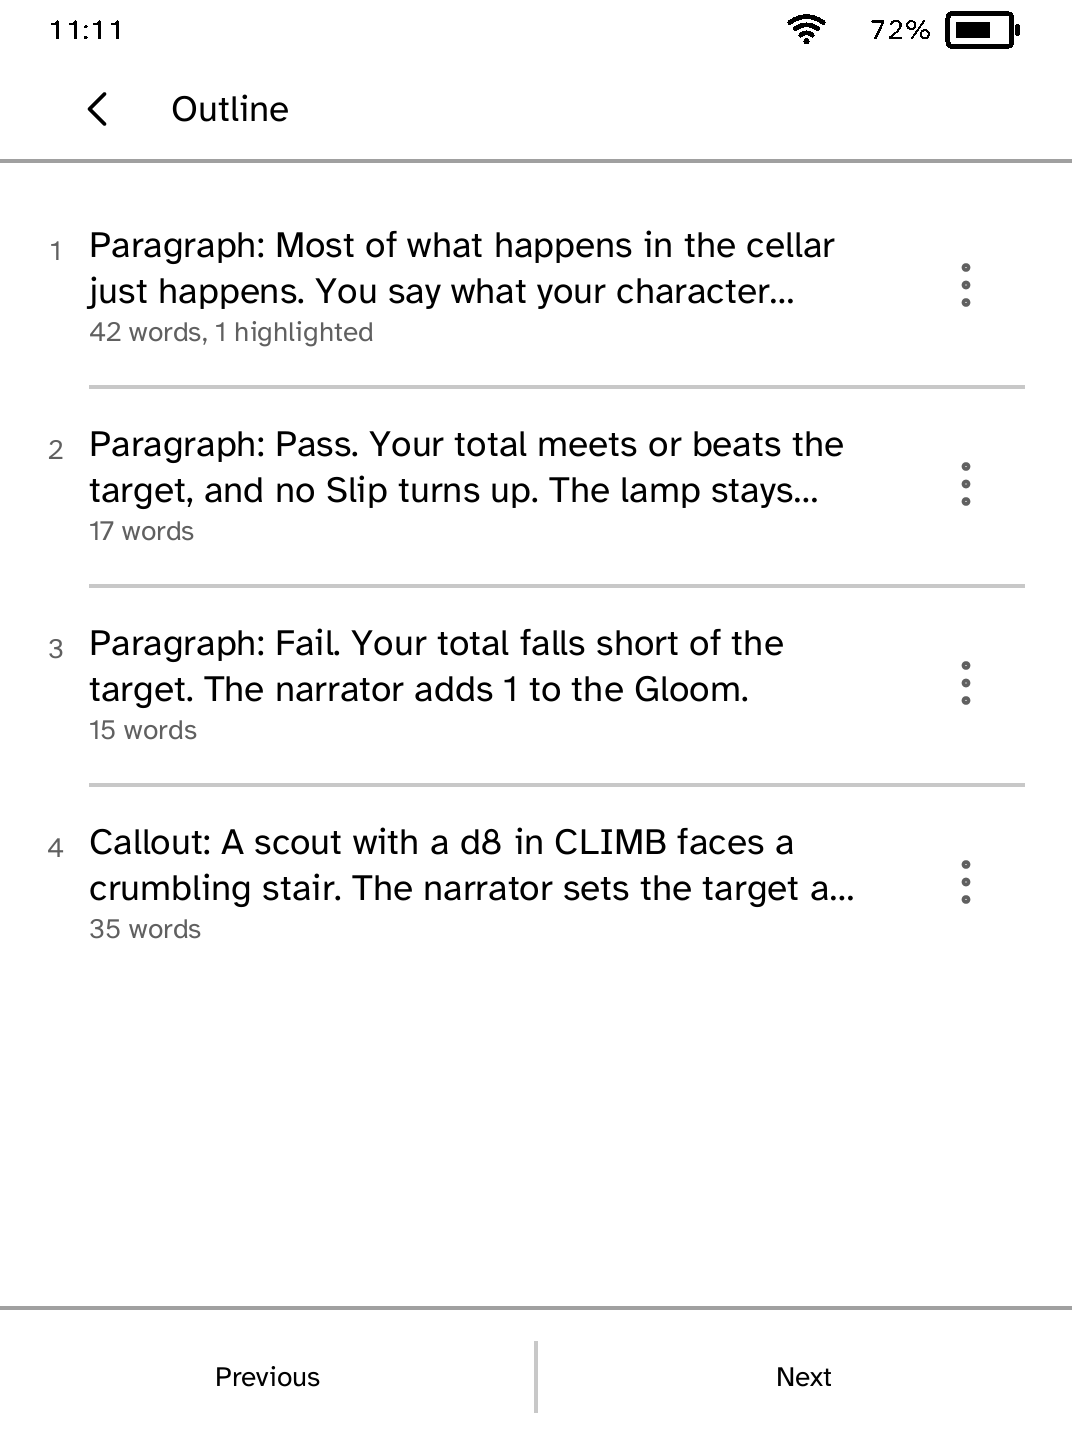 11:11
72%
Outline
1
Paragraph: Most of what happens in the cellar
just happens. You say what your character...
42 words, 1 highlighted
2
Paragraph: Pass. Your total meets or beats the
target, and no Slip turns up. The lamp stays...
17 words
3
Paragraph: Fail. Your total falls short of the
target. The narrator adds 1 to the Gloom.
15 words
4
Callout: A scout with a d8 in CLIMB faces a
crumbling stair. The narrator sets the target a...
35 words
Previous
Next